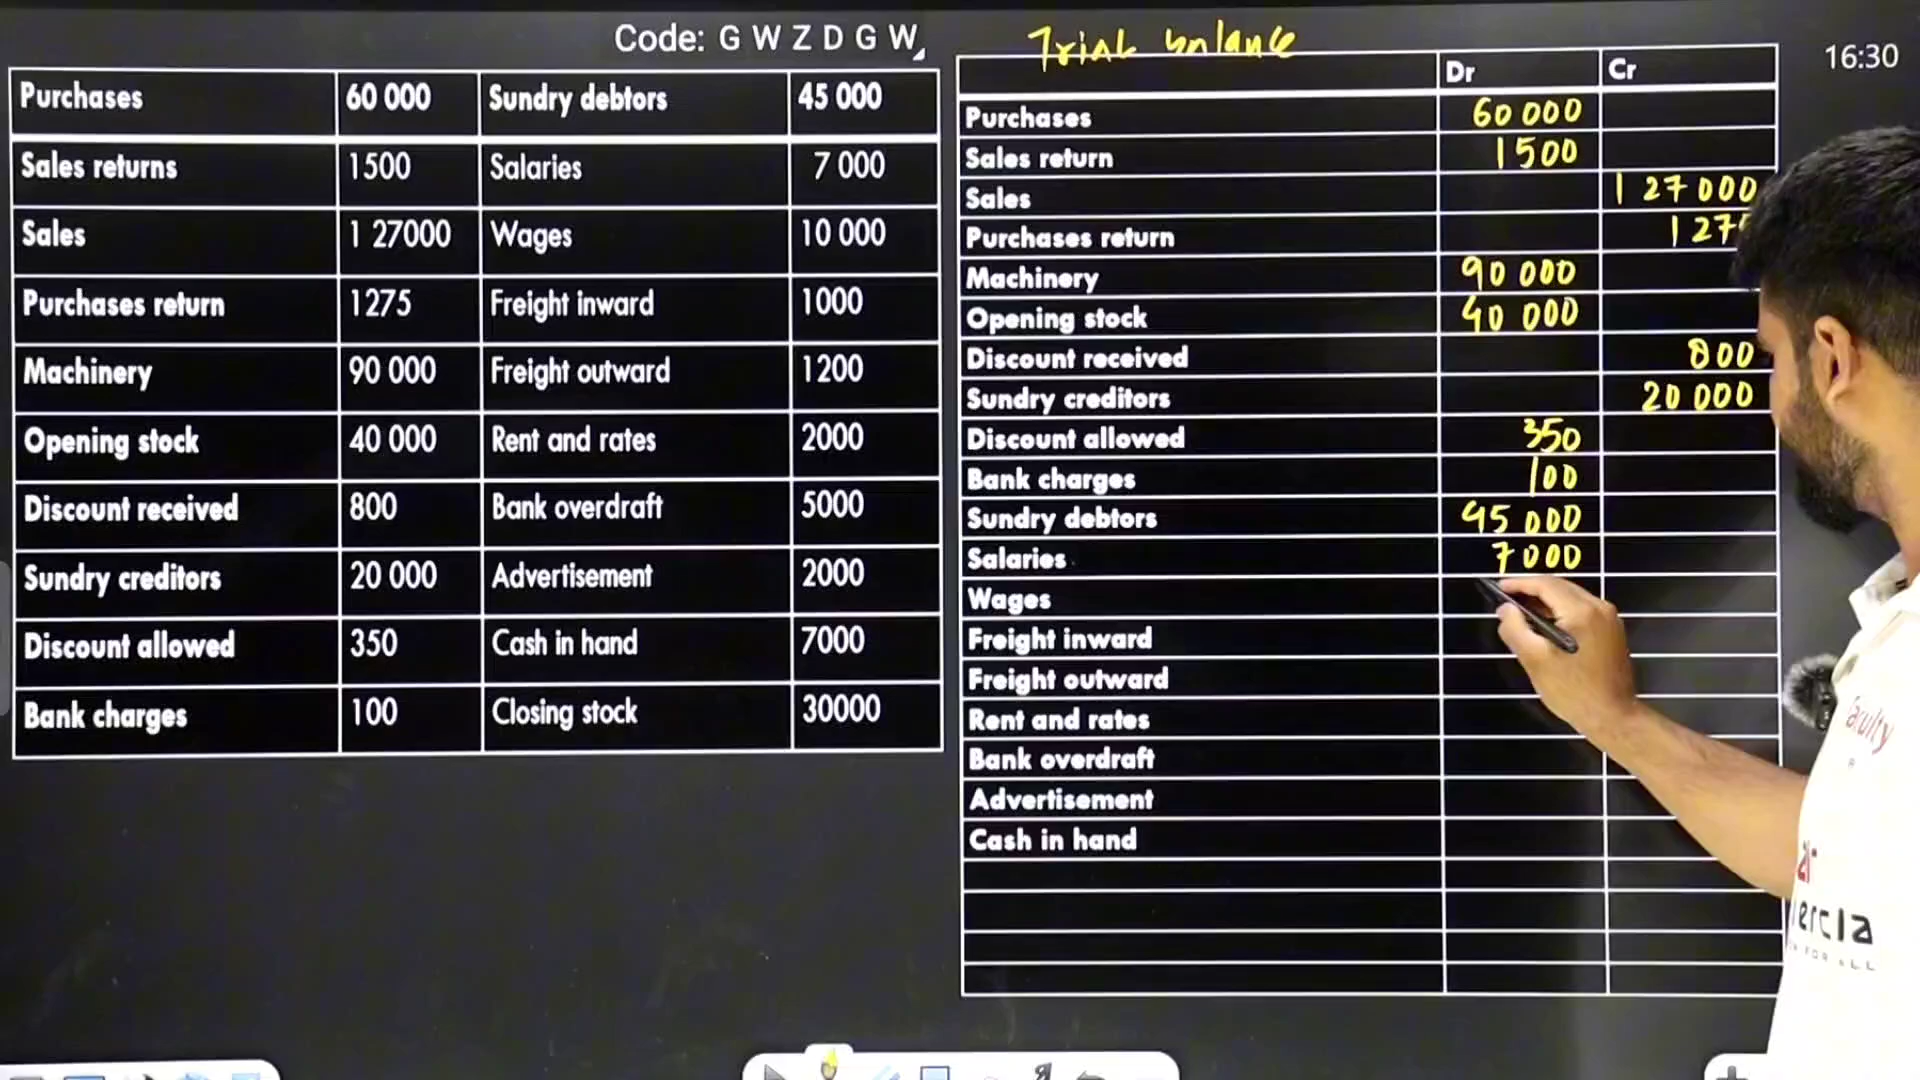 Code: G W Z D G W
Trial balance
16:30
Purchases 60 000 Sundry debtors 45 000
Sales returns 1500 Salaries 7 000
Sales 1 27000 Wages 10 000
Purchases return 1275 Freight inward 1000
Machinery 90 000 Freight outward 1200
Opening stock 40 000 Rent and rates 2000
Discount received 800 Bank overdraft 5000
Sundry creditors 20 000 Advertisement 2000
Discount allowed 350 Cash in hand 7000
Bank charges 100 Closing stock 30000
Dr Cr
Purchases 60 000
Sales return 1500
Sales 1 27 000
Purchases return 127
Machinery 90 000
Opening stock 40 000
Discount received 800
Sundry creditors 20 000
Discount allowed 350
Bank charges 100
Sundry debtors 45 000
Salaries 7 000
Wages
Freight inward
Freight outward
Rent and rates
Bank overdraft
Advertisement
Cash in hand